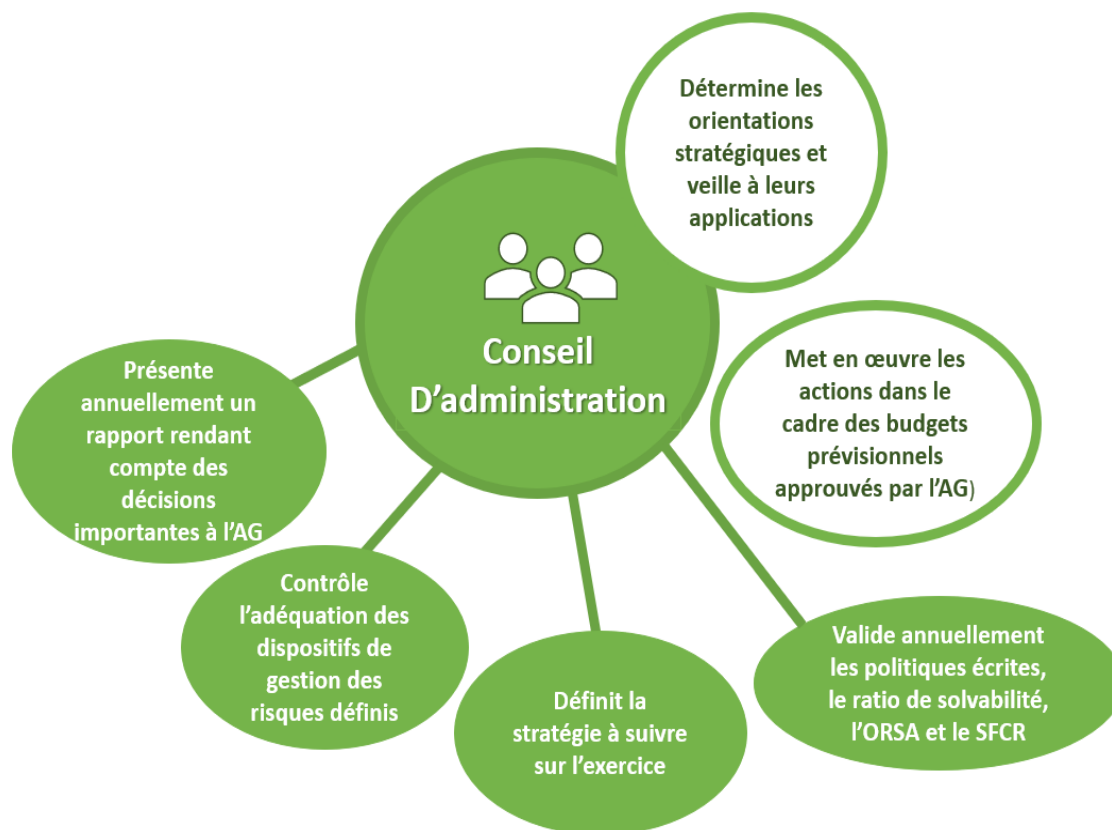 Détermine les
orientations
stratégiques et
veille à leurs
applications
Conseil
D'administration
Met en œuvre les
actions dans le
cadre des budgets
prévisionnels
approuvés par l'AG)
Présente
annuellement un
rapport rendant
compte des
décisions
importantes à l'AG
Contrôle
l'adéquation des
dispositifs de
gestion des
risques définis
Définit la
stratégie à suivre
sur l'exercice
Valide annuellement
les politiques écrites,
le ratio de solvabilité,
l'ORSA et le SFCR